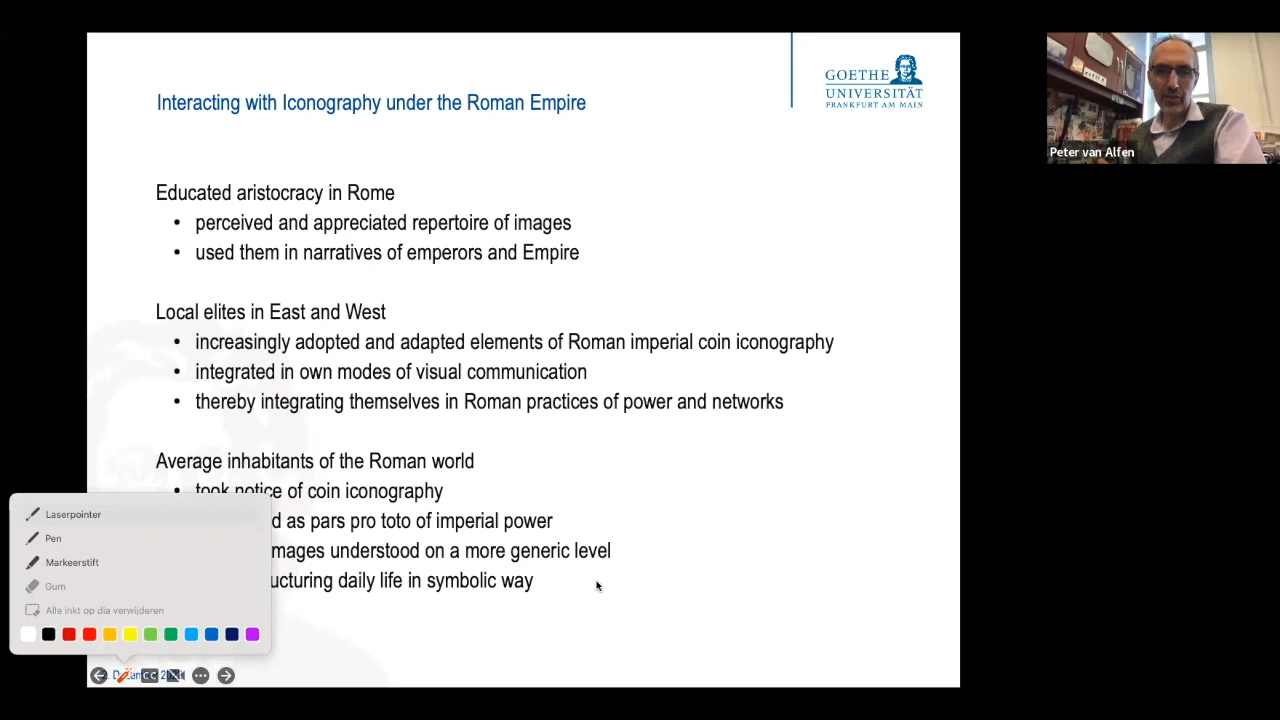 Interacting with Iconography under the Roman Empire
GOETHE
UNIVERSITÄT
FRANKFURT AM MAIN
Peter van Alfen
Educated aristocracy in Rome
• perceived and appreciated repertoire of images
• used them in narratives of emperors and Empire
Local elites in East and West
• increasingly adopted and adapted elements of Roman imperial coin iconography
• integrated in own modes of visual communication
• thereby integrating themselves in Roman practices of power and networks
Average inhabitants of the Roman world
• took notice of coin iconography
as pars pro toto of imperial power
understood on a more generic level
daily life in symbolic way
Laserpointer
Pen
Markeerstift
Gum
Alle inkt op dia verwijderen